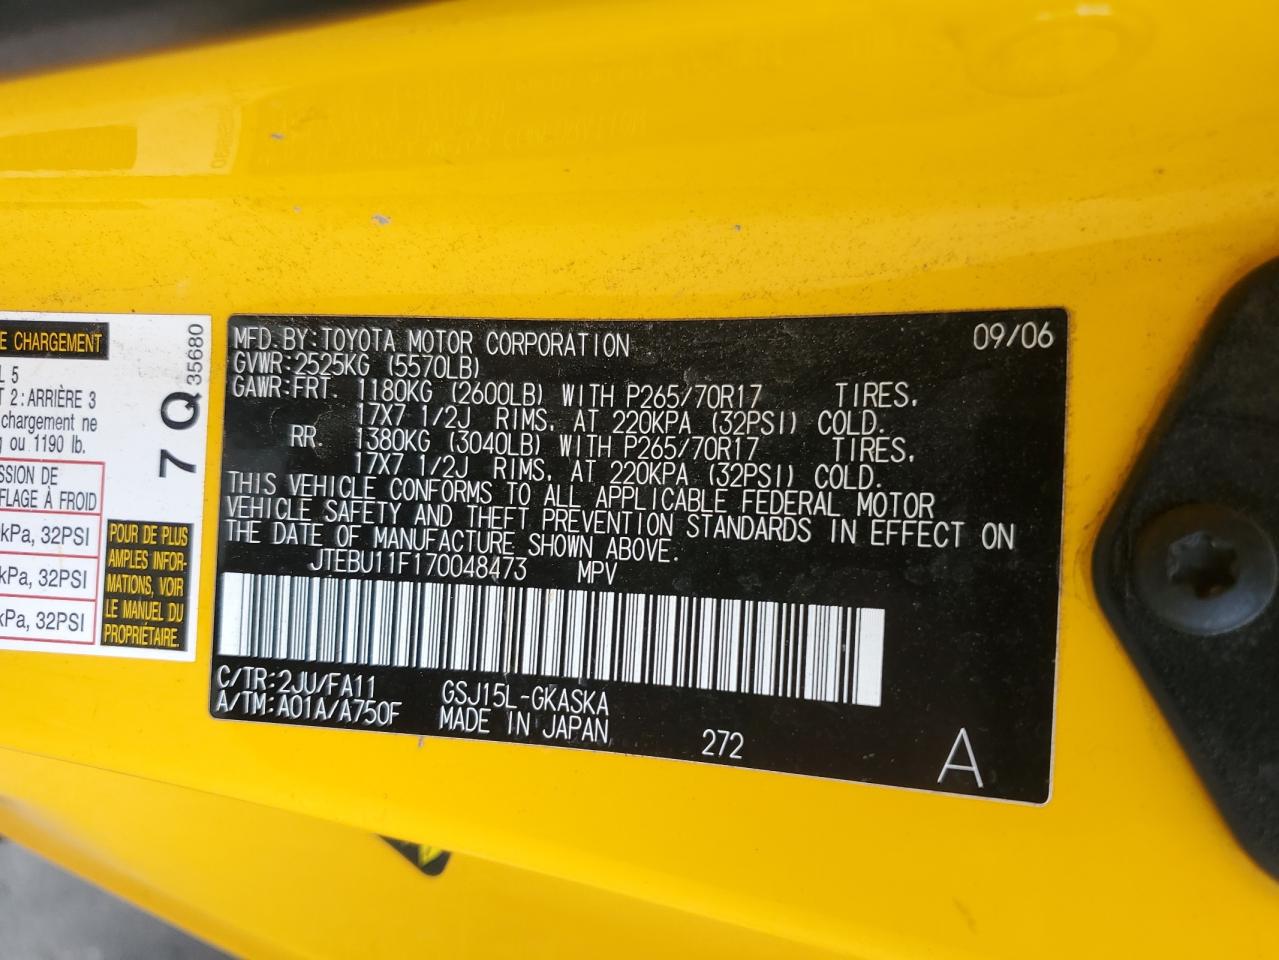 E CHARGEMENT
L 5
T 2: ARRIÈRE 3
chargement ne
g ou 1190 lb.
SSION DE
FLAGE À FROID
kPa, 32PSI
kPa, 32PSI
kPa, 32PSI
7 Q 35680
POUR DE PLUS
AMPLES INFOR-
MATIONS, VOIR
LE MANUEL DU
PROPRIÉTAIRE.
MFD. BY: TOYOTA MOTOR CORPORATION 09/06
GVWR: 2525KG (5570LB)
GAWR: FRT. 1180KG (2600LB) WITH P265/70R17 TIRES,
17X7 1/2J RIMS, AT 220KPA (32PSI) COLD.
RR. 1380KG (3040LB) WITH P265/70R17 TIRES,
17X7 1/2J RIMS, AT 220KPA (32PSI) COLD.
THIS VEHICLE CONFORMS TO ALL APPLICABLE FEDERAL MOTOR
VEHICLE SAFETY AND THEFT PREVENTION STANDARDS IN EFFECT ON
THE DATE OF MANUFACTURE SHOWN ABOVE.
JTEBU11F170048473 MPV
C/TR: 2JU/FA11 GSJ15L-GKASKA
A/TM: A01A/A750F MADE IN JAPAN 272 A